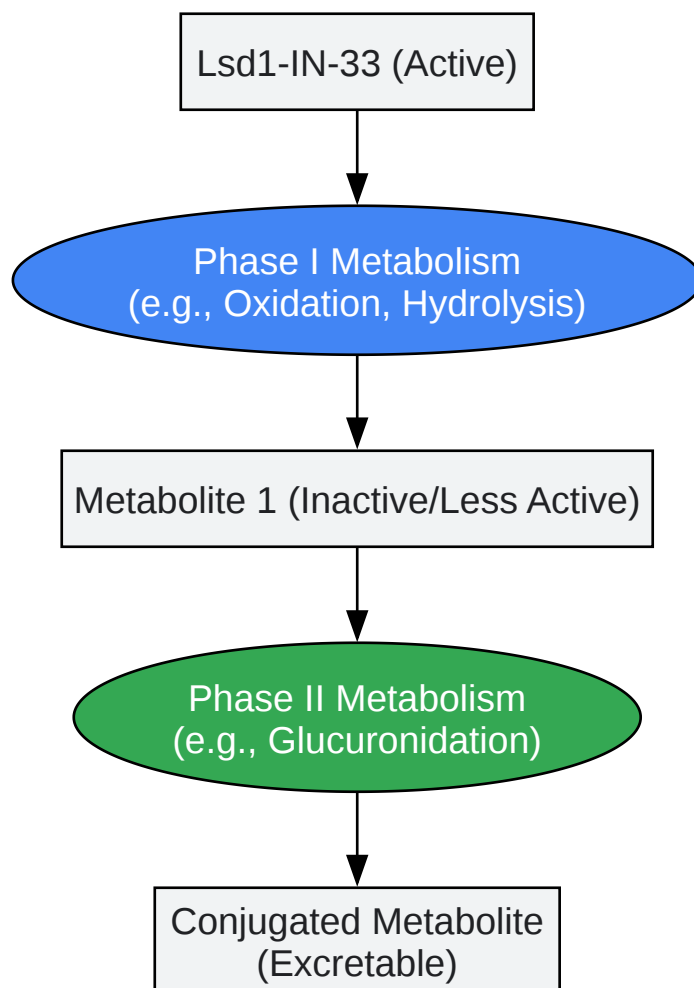 Lsd1-IN-33 (Active)
Phase I Metabolism
(e.g., Oxidation, Hydrolysis)
Metabolite 1 (Inactive/Less Active)
Phase II Metabolism
(e.g., Glucuronidation)
Conjugated Metabolite
(Excretable)